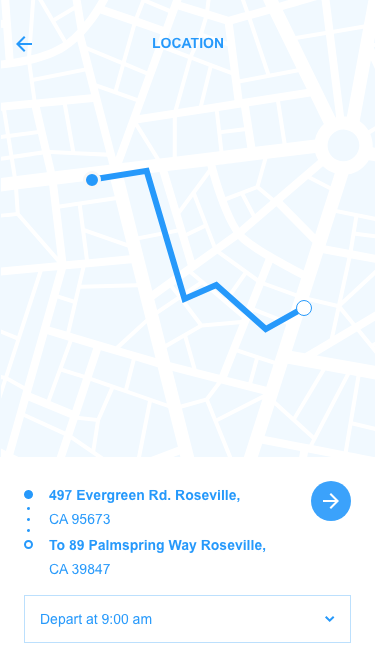 LOCATION
497 Evergreen Rd. Roseville,
CA 95673
To 89 Palmspring Way Roseville,
CA 39847
Depart at 9:00 am